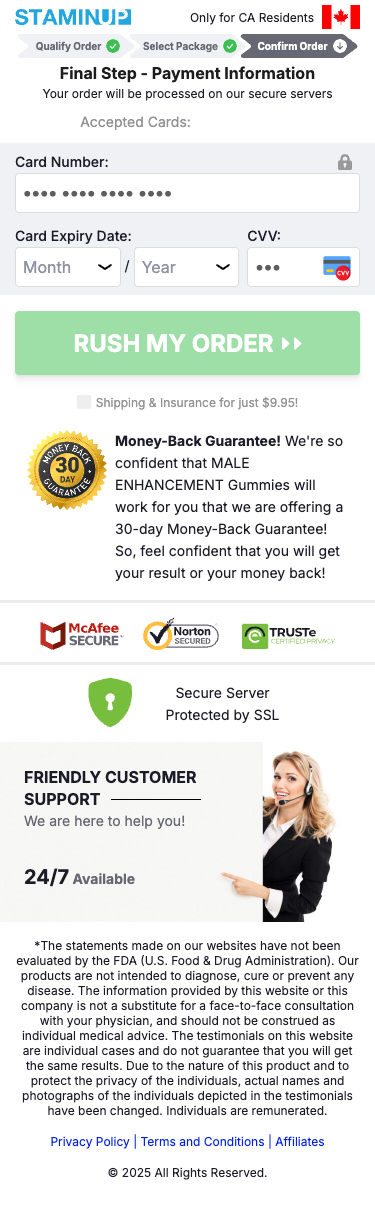 STAMINUP
Only for CA Residents
Qualify Order
Select Package
Confirm Order
Final Step - Payment Information
Your order will be processed on our secure servers
Accepted Cards:
Card Number:
•••• •••• •••• ••••
Card Expiry Date:
CVV:
Month
/
Year
•••
CVV
RUSH MY ORDER
Shipping & Insurance for just $9.95!
MONEY BACK
30
DAY
GUARANTEE
Money-Back Guarantee! We're so
confident that MALE
ENHANCEMENT Gummies will
work for you that we are offering a
30-day Money-Back Guarantee!
So, feel confident that you will get
your result or your money back!
McAfee
SECURE™
Norton
SECURED
TRUSTe
CERTIFIED PRIVACY
Secure Server
Protected by SSL
FRIENDLY CUSTOMER
SUPPORT
We are here to help you!
24/7 Available
*The statements made on our websites have not been
evaluated by the FDA (U.S. Food & Drug Administration). Our
products are not intended to diagnose, cure or prevent any
disease. The information provided by this website or this
company is not a substitute for a face-to-face consultation
with your physician, and should not be construed as
individual medical advice. The testimonials on this website
are individual cases and do not guarantee that you will get
the same results. Due to the nature of this product and to
protect the privacy of the individuals, actual names and
photographs of the individuals depicted in the testimonials
have been changed. Individuals are remunerated.
Privacy Policy | Terms and Conditions | Affiliates
© 2025 All Rights Reserved.